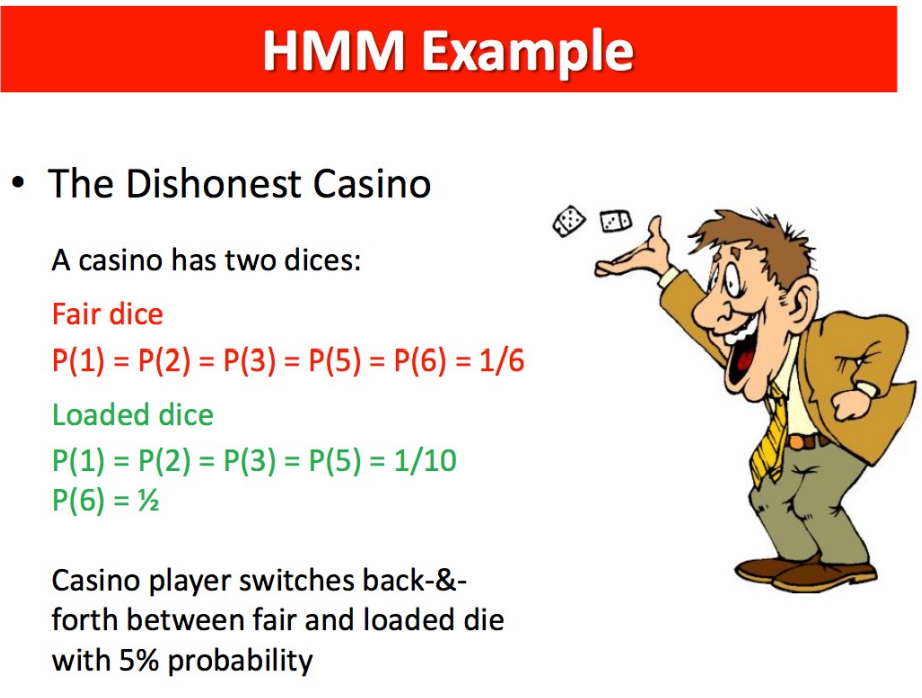 HMM Example
• The Dishonest Casino
A casino has two dices:
Fair dice
P(1) = P(2) = P(3) = P(5) = P(6) = 1/6
Loaded dice
P(1) = P(2) = P(3) = P(5) = 1/10
P(6) = ½
Casino player switches back-&-
forth between fair and loaded die
with 5% probability